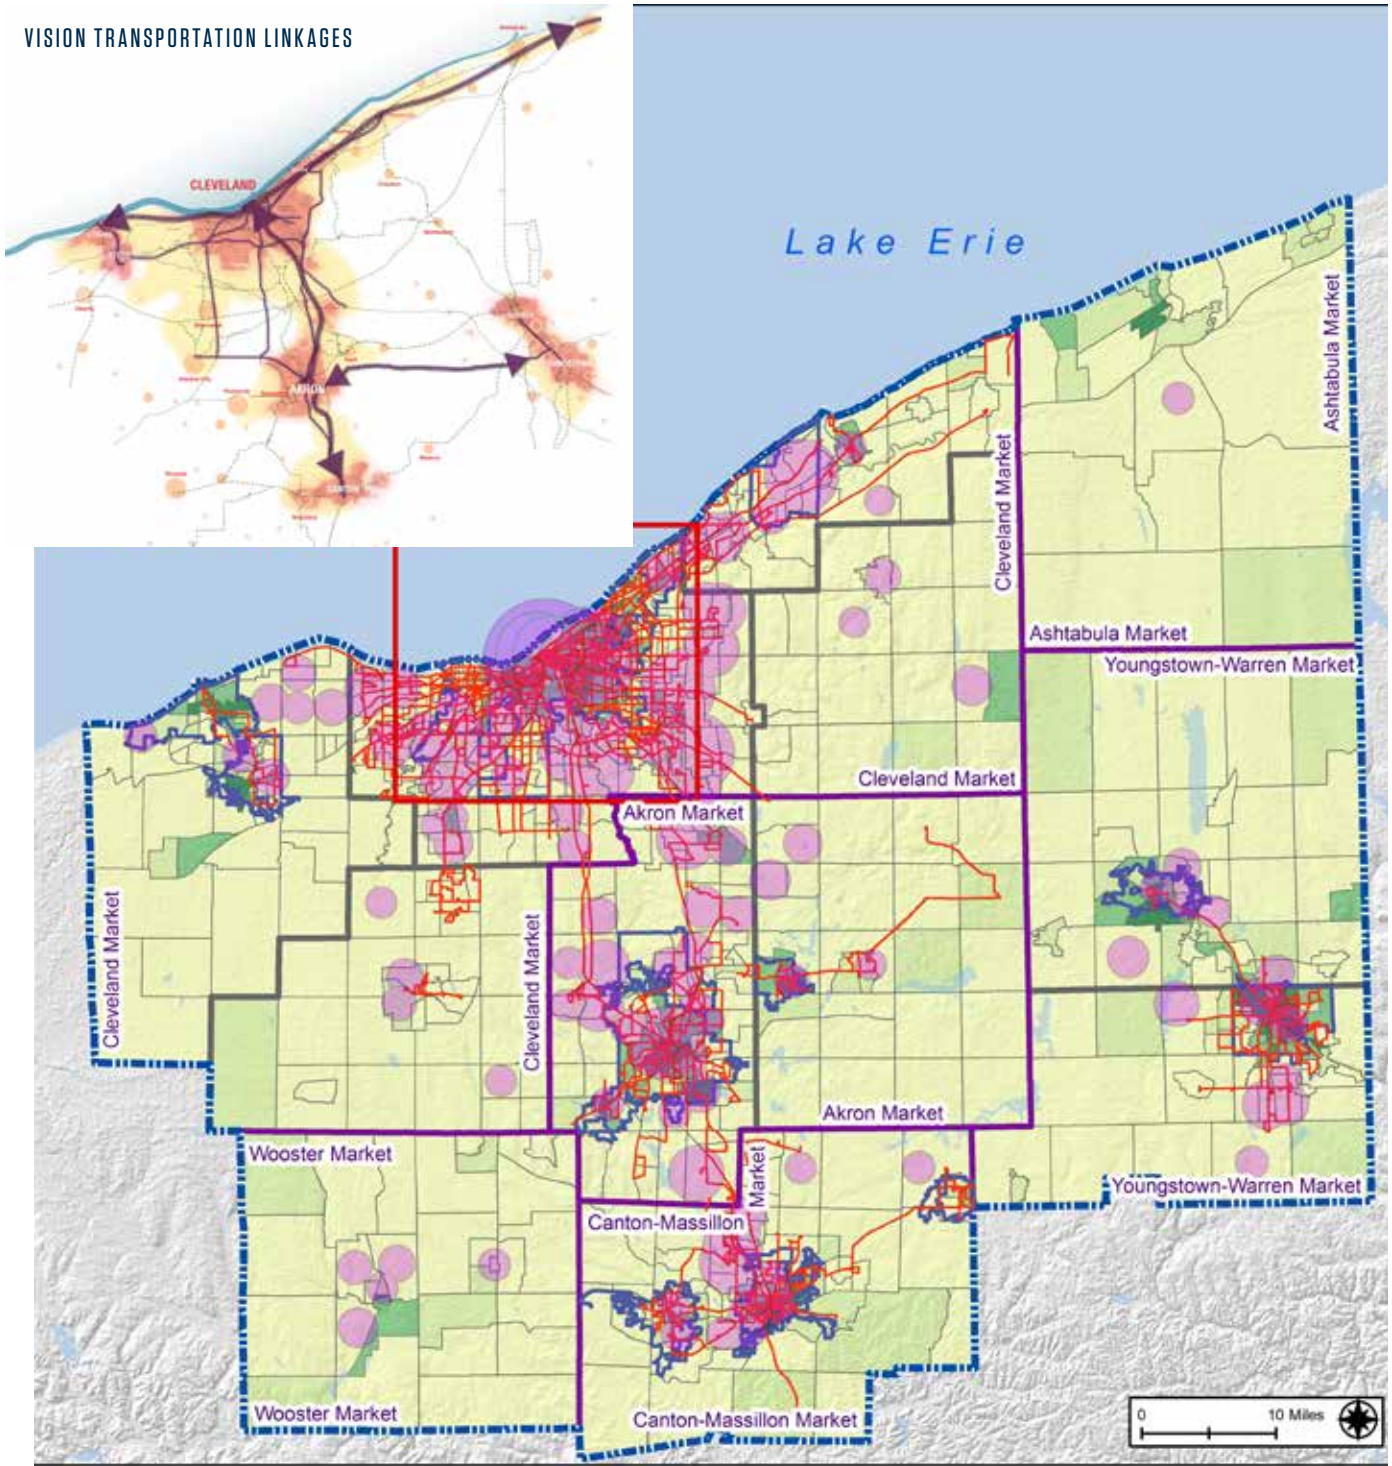 VISION TRANSPORTATION LINKAGES
CLEVELAND
AKRON
Lake Erie
Ashtabula Market
Cleveland Market
Ashtabula Market
Youngstown-Warren Market
Cleveland Market
Akron Market
Cleveland Market
Cleveland Market
Akron Market
Wooster Market
Market
Youngstown-Warren Market
Canton-Massillon
Wooster Market
Canton-Massillon Market
0 10 Miles